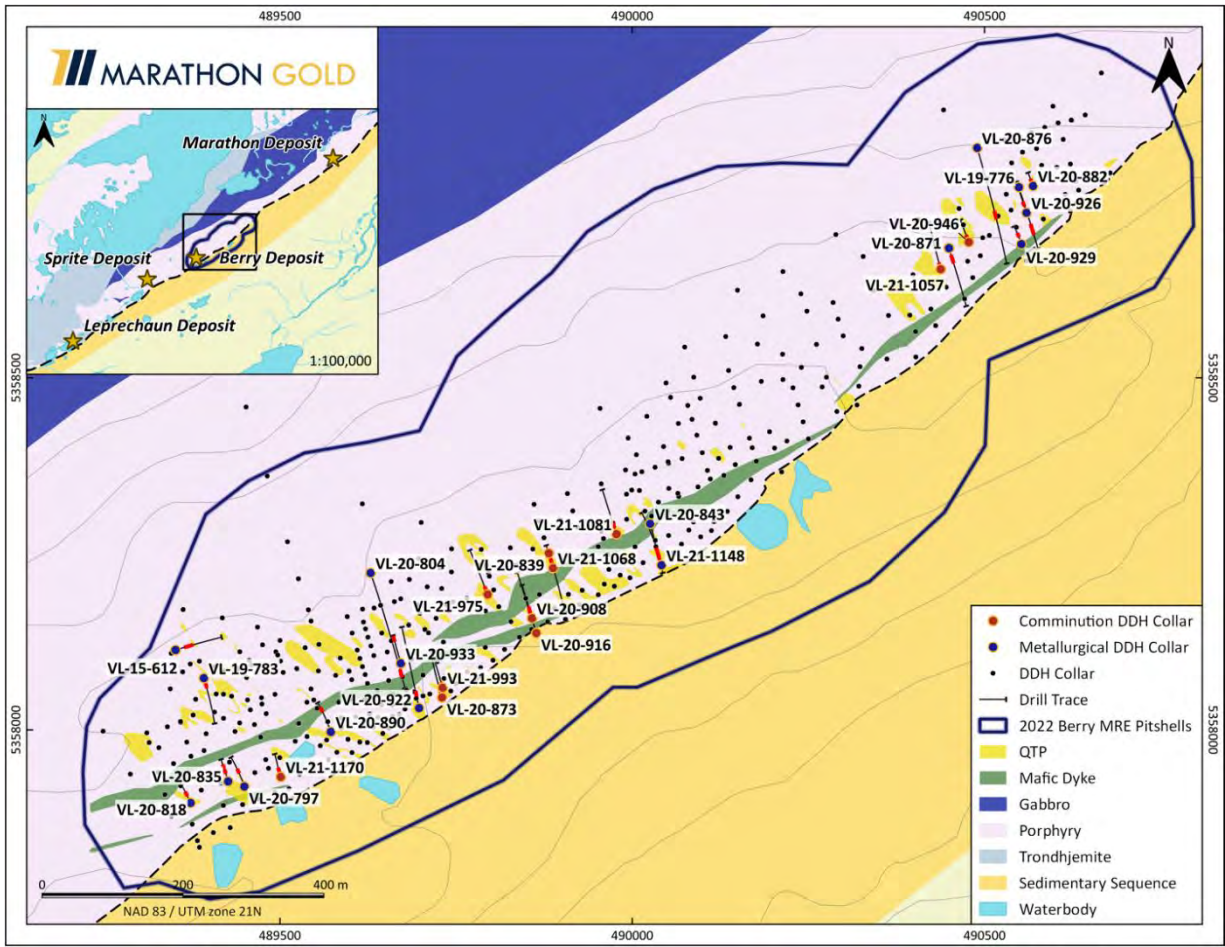 489500
490000
490500
MARATHON GOLD
N
N
Marathon Deposit
Sprite Deposit
Berry Deposit
Leprechaun Deposit
1:100,000
5358500
5358500
5358000
5358000
VL-20-876
VL-19-776
VL-20-882
VL-20-926
VL-20-946
VL-20-871
VL-20-929
VL-21-1057
VL-21-1081
VL-20-843
VL-20-804
VL-20-839
VL-21-1068
VL-21-1148
VL-21-975
VL-20-908
VL-20-916
VL-15-612
VL-19-783
VL-20-933
VL-21-993
VL-20-922
VL-20-873
VL-20-890
VL-20-835
VL-21-1170
VL-20-797
VL-20-818
Comminution DDH Collar
Metallurgical DDH Collar
DDH Collar
Drill Trace
2022 Berry MRE Pitshells
QTP
Mafic Dyke
Gabbro
Porphyry
Trondhjemite
Sedimentary Sequence
Waterbody
0 200 400 m
NAD 83 / UTM zone 21N
489500
490000
490500